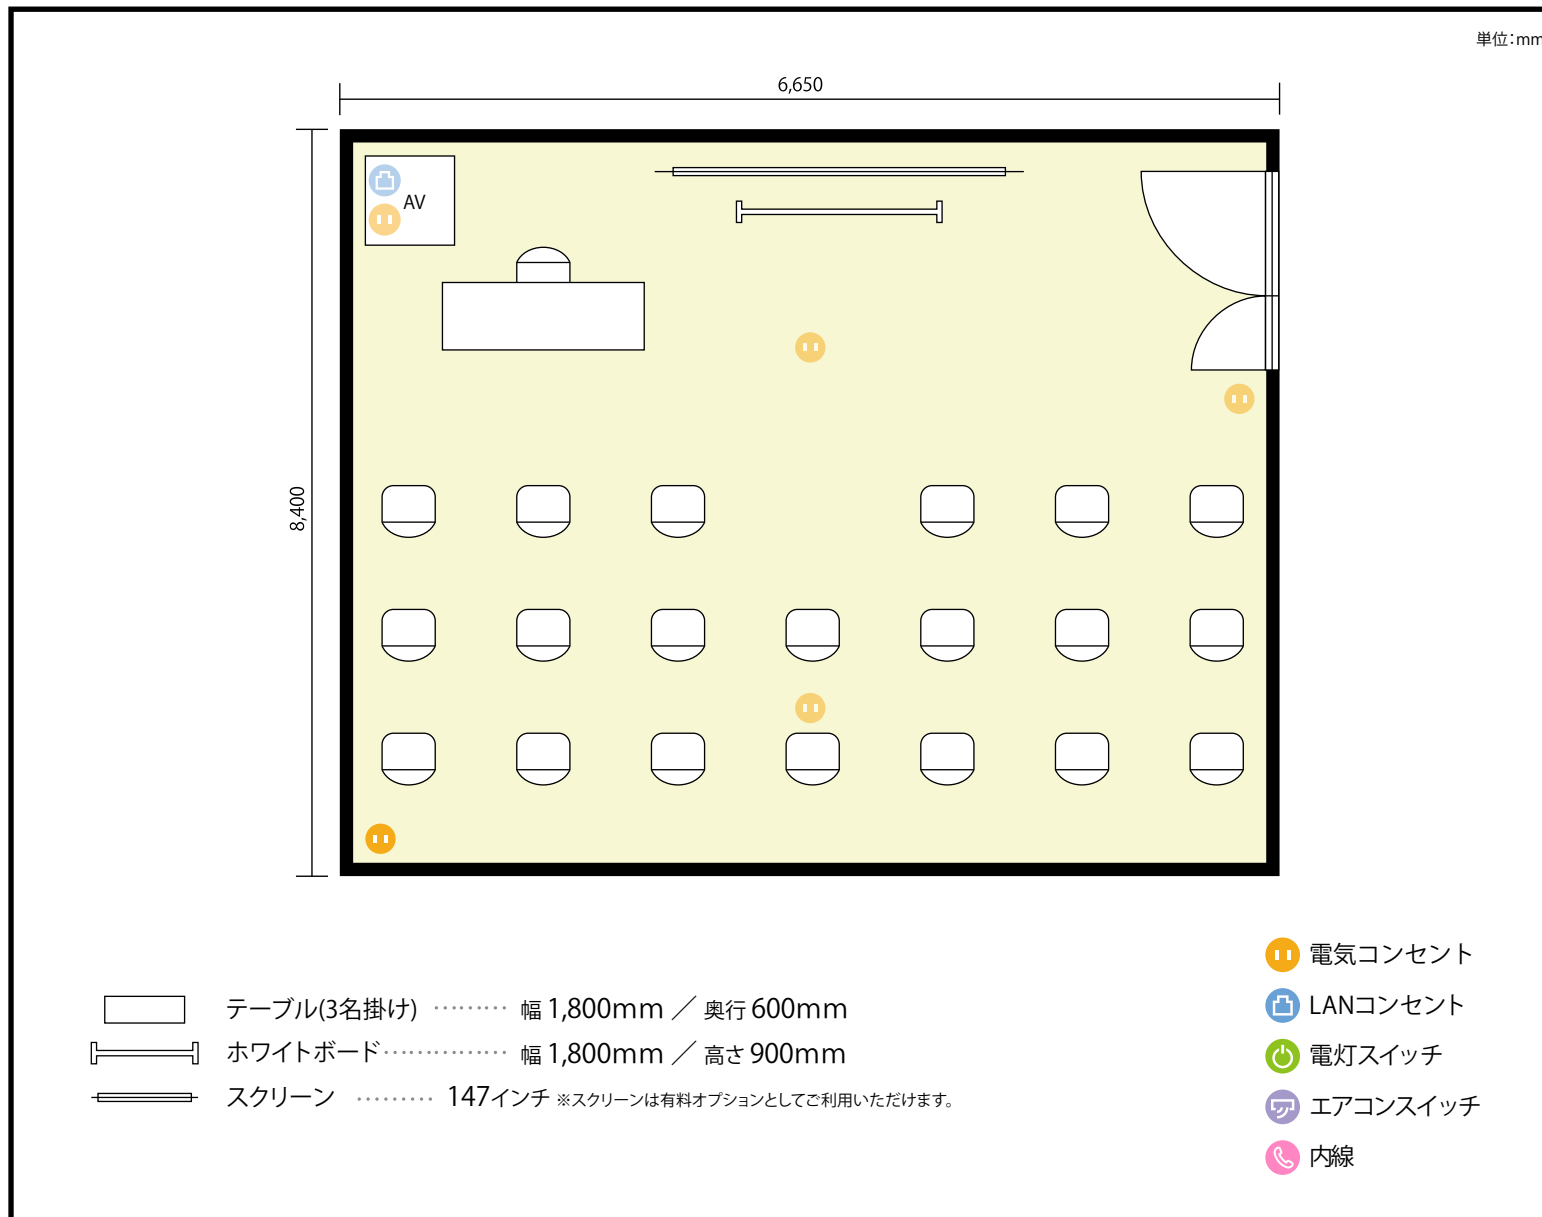 単位：mm
6,650
AV
8,400
テーブル(3名掛け) ……… 幅 1,800mm ／ 奥行 600mm
ホワイトボード…………… 幅 1,800mm ／ 高さ 900mm
スクリーン ……… 147インチ ※スクリーンは有料オプションとしてご利用いただけます。
電気コンセント
LANコンセント
電灯スイッチ
エアコンスイッチ
内線